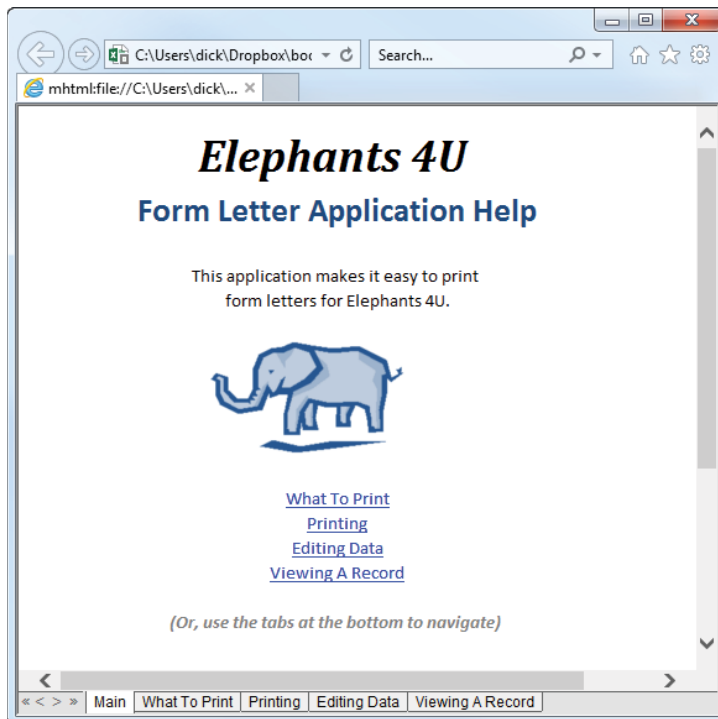 C:\Users\dick\Dropbox\boc
Search...
mhtml:file://C:\Users\dick\...
Elephants 4U
Form Letter Application Help
This application makes it easy to print
form letters for Elephants 4U.
What To Print
Printing
Editing Data
Viewing A Record
(Or, use the tabs at the bottom to navigate)
« < > » Main What To Print Printing Editing Data Viewing A Record